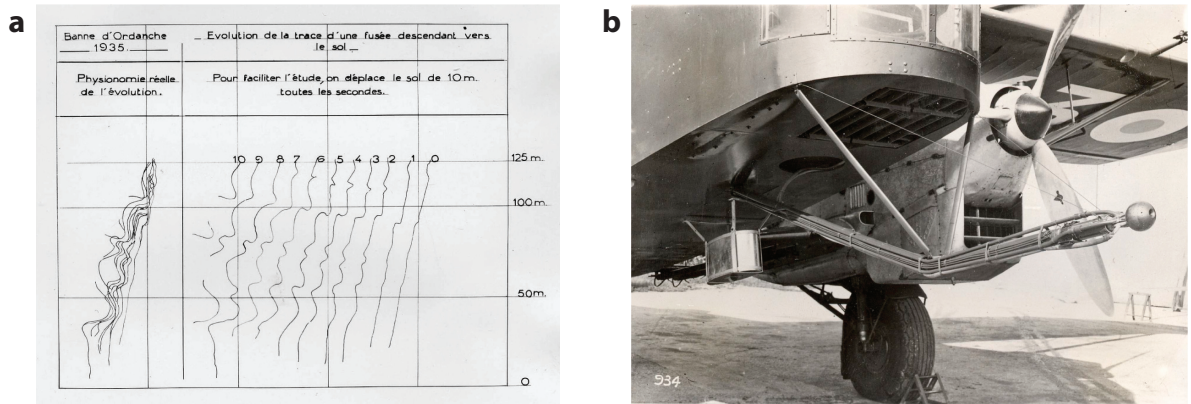 a
Banne d'Ordanche
1935.
Evolution de la trace d'une fusée descendant vers
le sol
Physionomie réelle
de l'évolution.
Pour faciliter l'étude, on déplace le sol de 10 m.
toutes les secondes.
10 9 8 7 6 5 4 3 2 1 0
125 m.
100 m.
50 m.
0
b
934